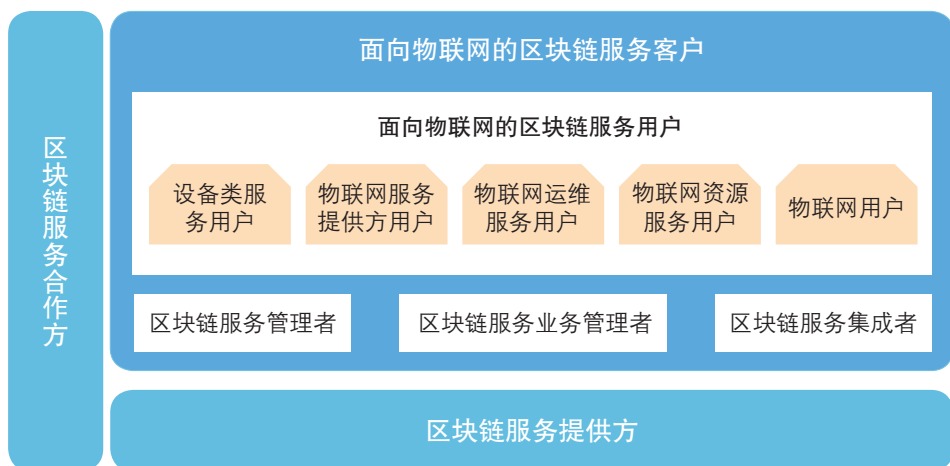 区块链服务合作方
面向物联网的区块链服务客户
面向物联网的区块链服务用户
设备类服
务用户
物联网服务
提供方用户
物联网运维
服务用户
物联网资源
服务用户
物联网用户
区块链服务管理者
区块链服务业务管理者
区块链服务集成者
区块链服务提供方